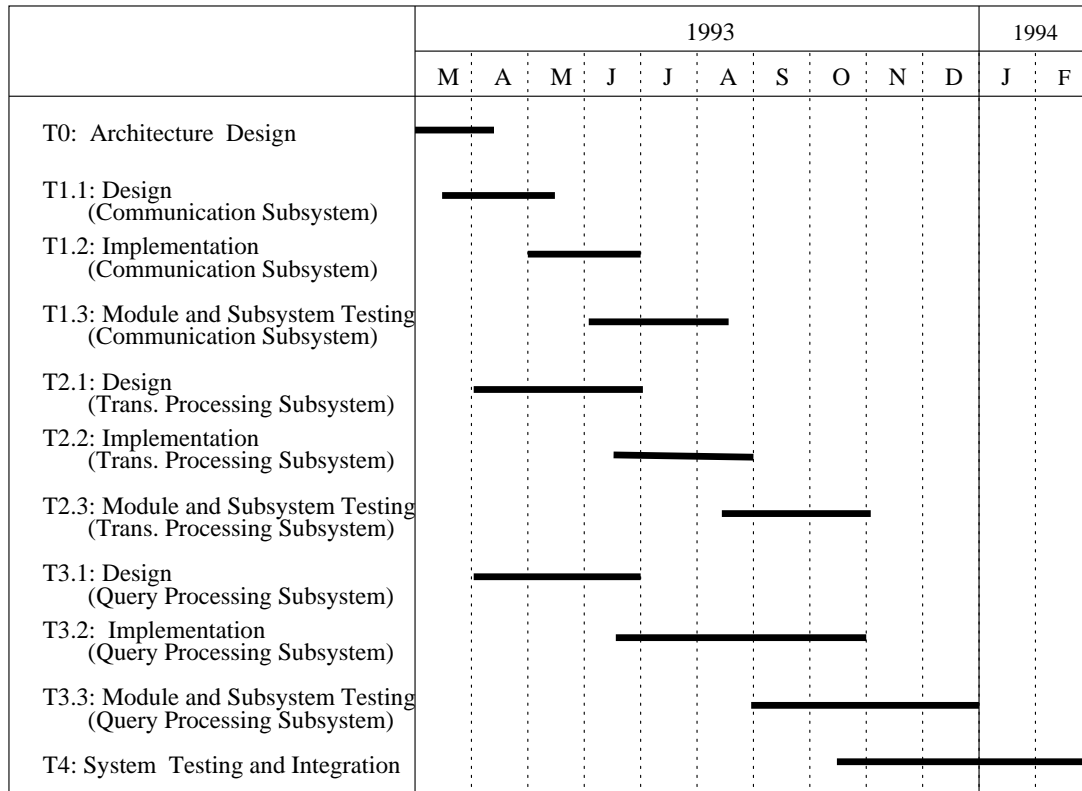 1993 1994
M A M J J A S O N D J F
T0: Architecture Design
T1.1: Design
(Communication Subsystem)
T1.2: Implementation
(Communication Subsystem)
T1.3: Module and Subsystem Testing
(Communication Subsystem)
T2.1: Design
(Trans. Processing Subsystem)
T2.2: Implementation
(Trans. Processing Subsystem)
T2.3: Module and Subsystem Testing
(Trans. Processing Subsystem)
T3.1: Design
(Query Processing Subsystem)
T3.2: Implementation
(Query Processing Subsystem)
T3.3: Module and Subsystem Testing
(Query Processing Subsystem)
T4: System Testing and Integration